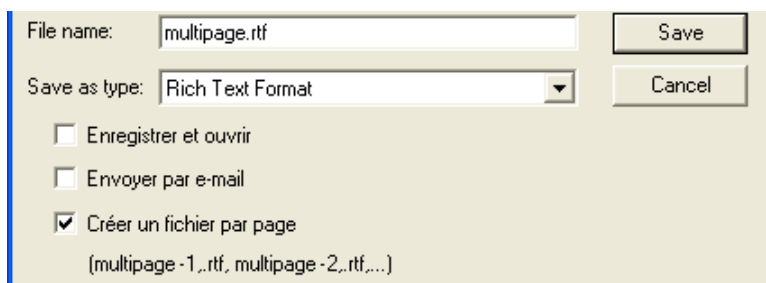 File name: multipage.rtf Save
Save as type: Rich Text Format Cancel
Enregistrer et ouvrir
Envoyer par e-mail
Créer un fichier par page
(multipage -1,.rtf, multipage -2,.rtf,...)